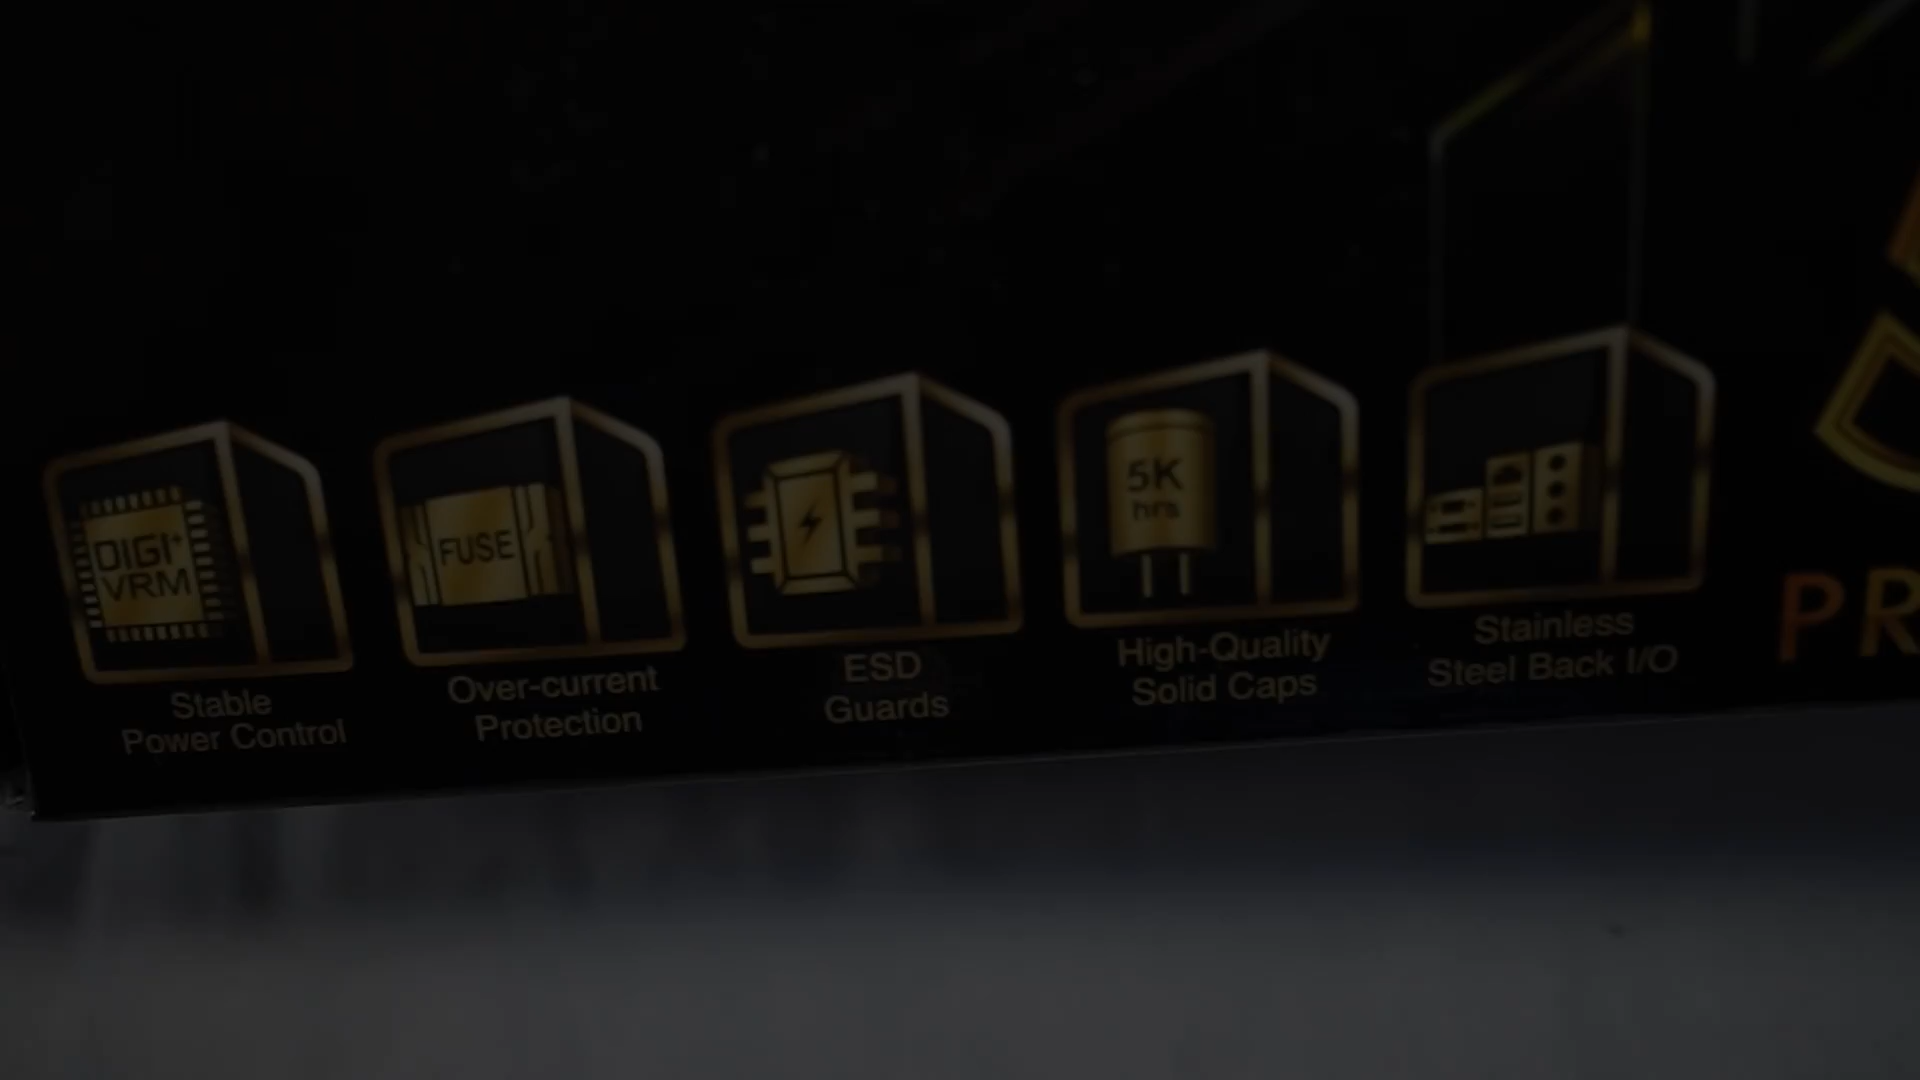 DIGI+
VRM
Stable
Power Control
FUSE
Over-current
Protection
ESD
Guards
5K
hrs
High-Quality
Solid Caps
Stainless
Steel Back I/O
PR